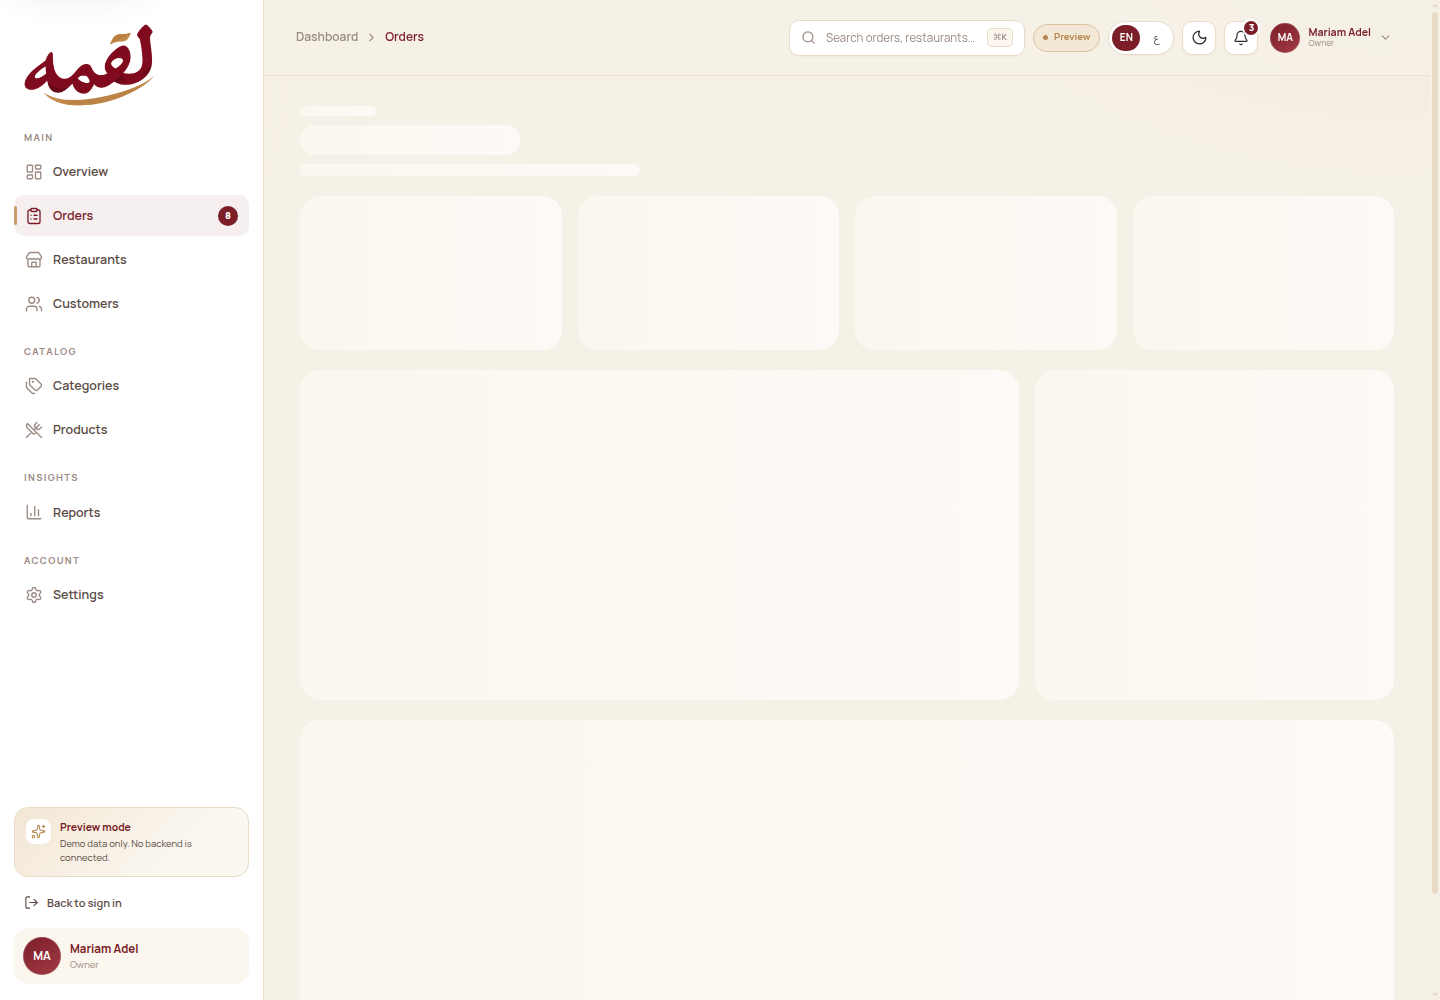 لقمه
MAIN
Overview
Orders
8
Restaurants
Customers
CATALOG
Categories
Products
INSIGHTS
Reports
ACCOUNT
Settings
Preview mode
Demo data only. No backend is
connected.
Back to sign in
MA
Mariam Adel
Owner
Dashboard
Orders
Search orders, restaurants...
⌘K
Preview
EN
ع
3
MA
Mariam Adel
Owner